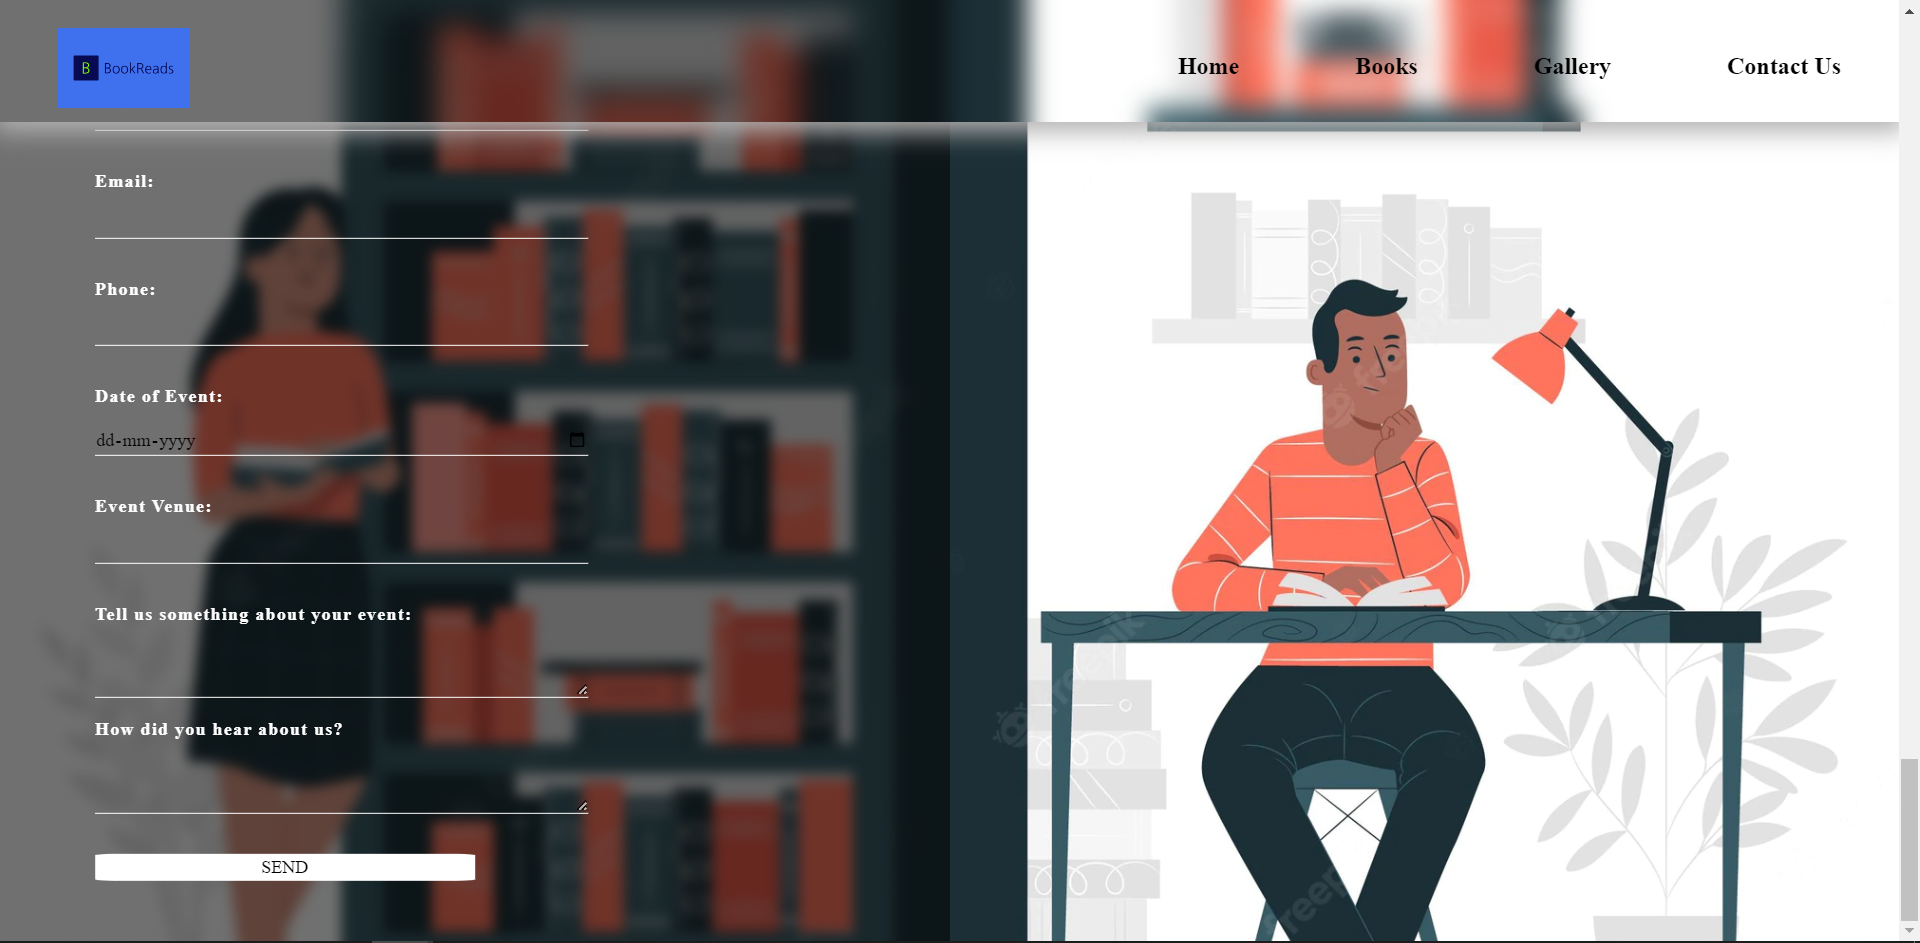 B BookReads
Home Books Gallery Contact Us
Email:
Phone:
Date of Event:
dd-mm-yyyy
Event Venue:
Tell us something about your event:
How did you hear about us?
SEND
freepik